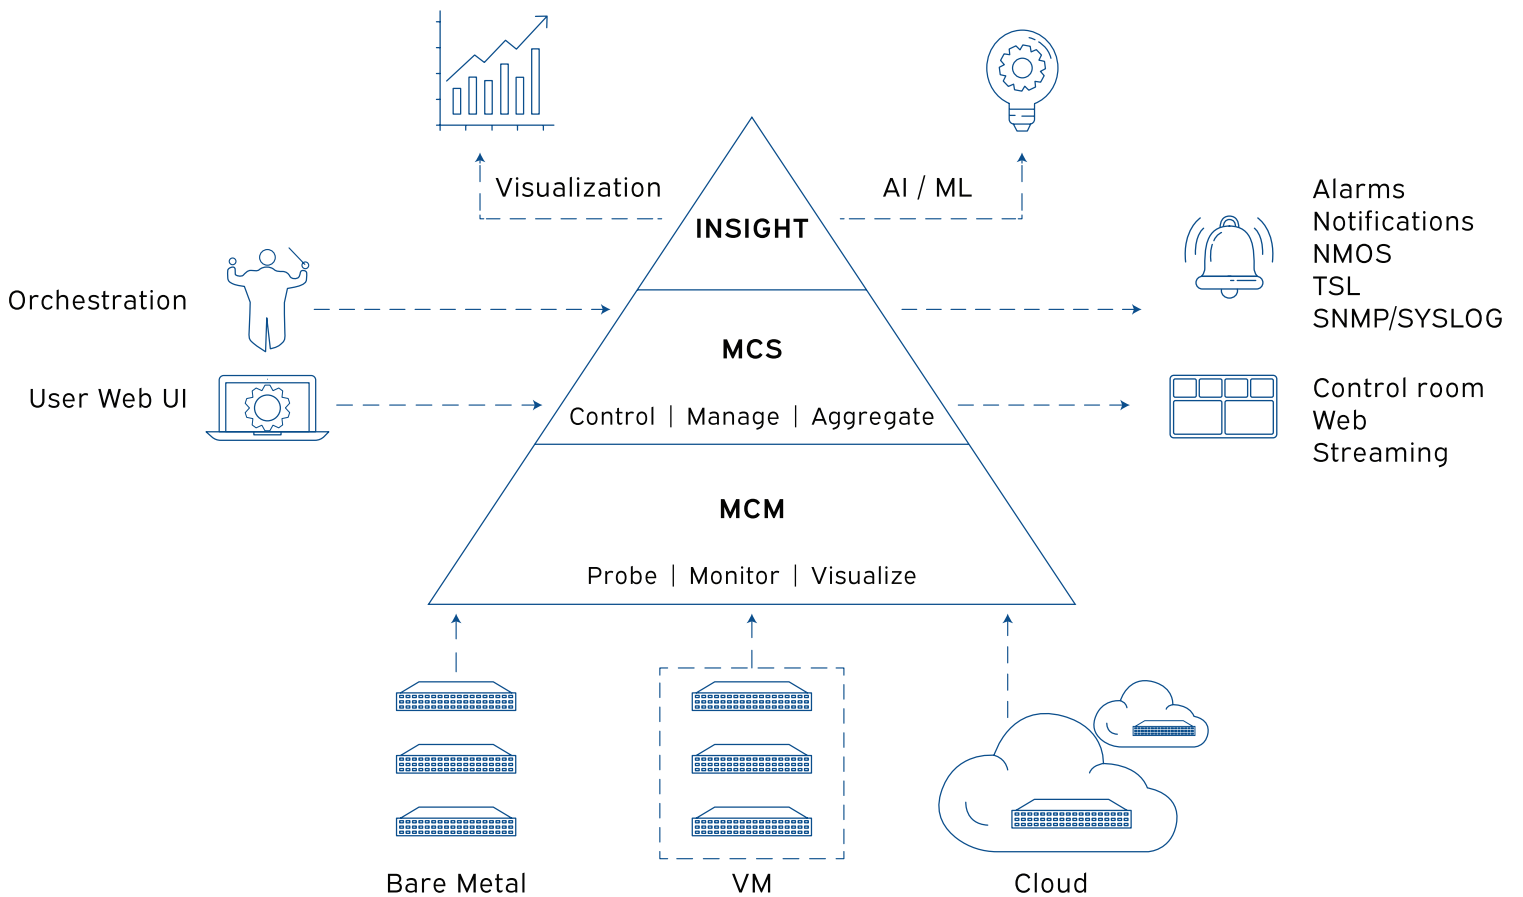 Visualization
AI / ML
INSIGHT
Orchestration
User Web UI
MCS
Control | Manage | Aggregate
Alarms
Notifications
NMOS
TSL
SNMP/SYSLOG
Control room
Web
Streaming
MCM
Probe | Monitor | Visualize
Bare Metal
VM
Cloud